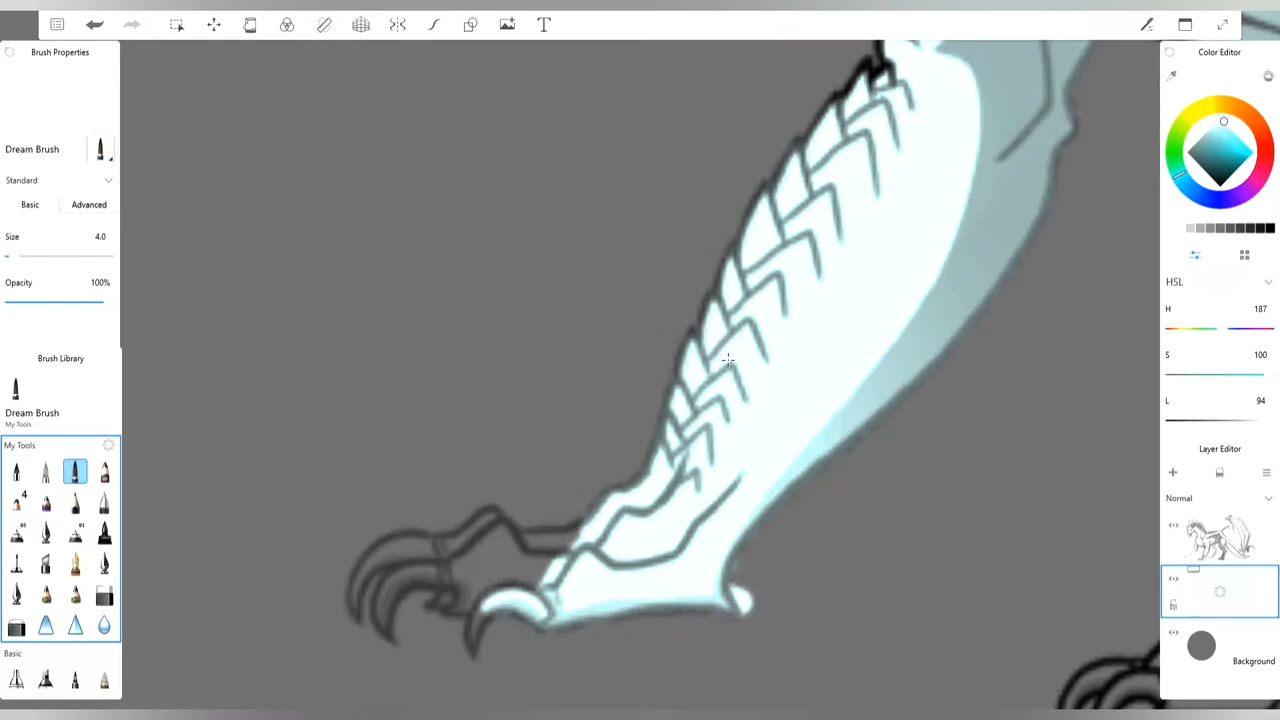 T
Brush Properties
Dream Brush
Standard
Basic
Advanced
Size
4.0
Opacity
100%
Brush Library
Dream Brush
My Tools
My Tools
4
Basic
Color Editor
HSL
H
187
S
100
L
94
Layer Editor
Normal
Background